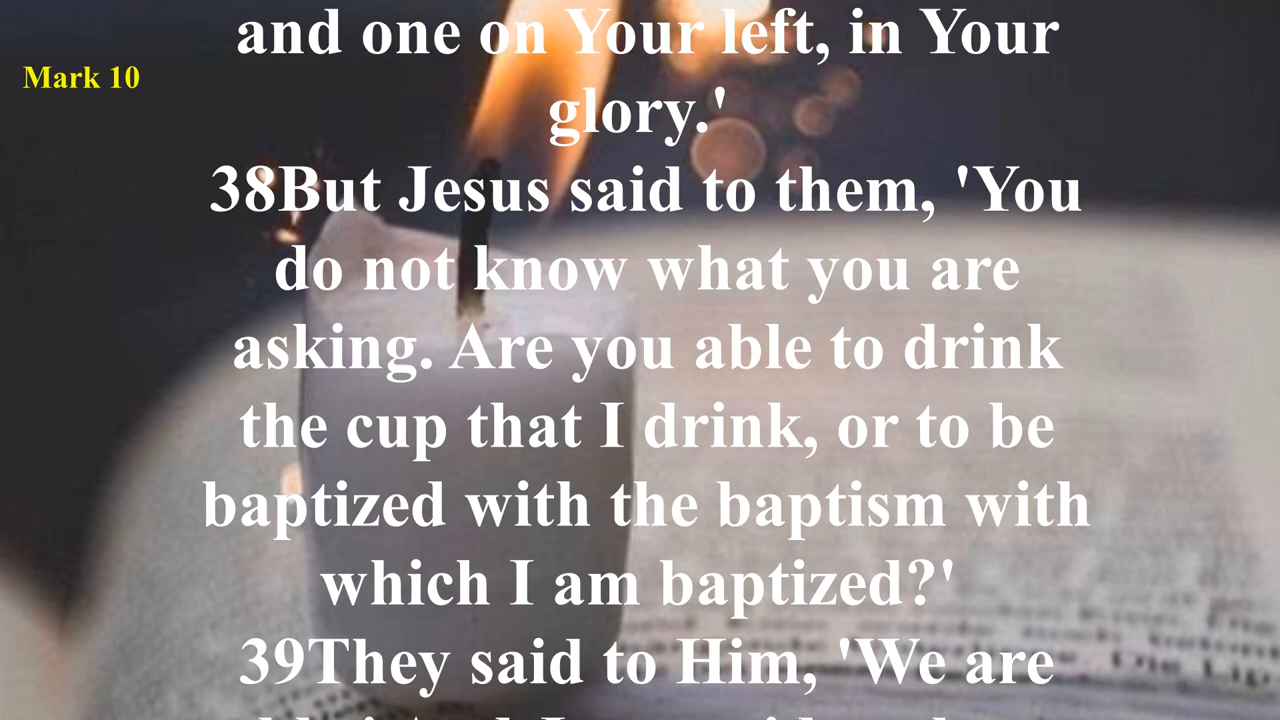 and one on Your left, in Your
Mark 10
glory.'
38But Jesus said to them, 'You
do not know what you are
asking. Are you able to drink
the cup that I drink, or to be
baptized with the baptism with
which I am baptized?'
39They said to Him, 'We are